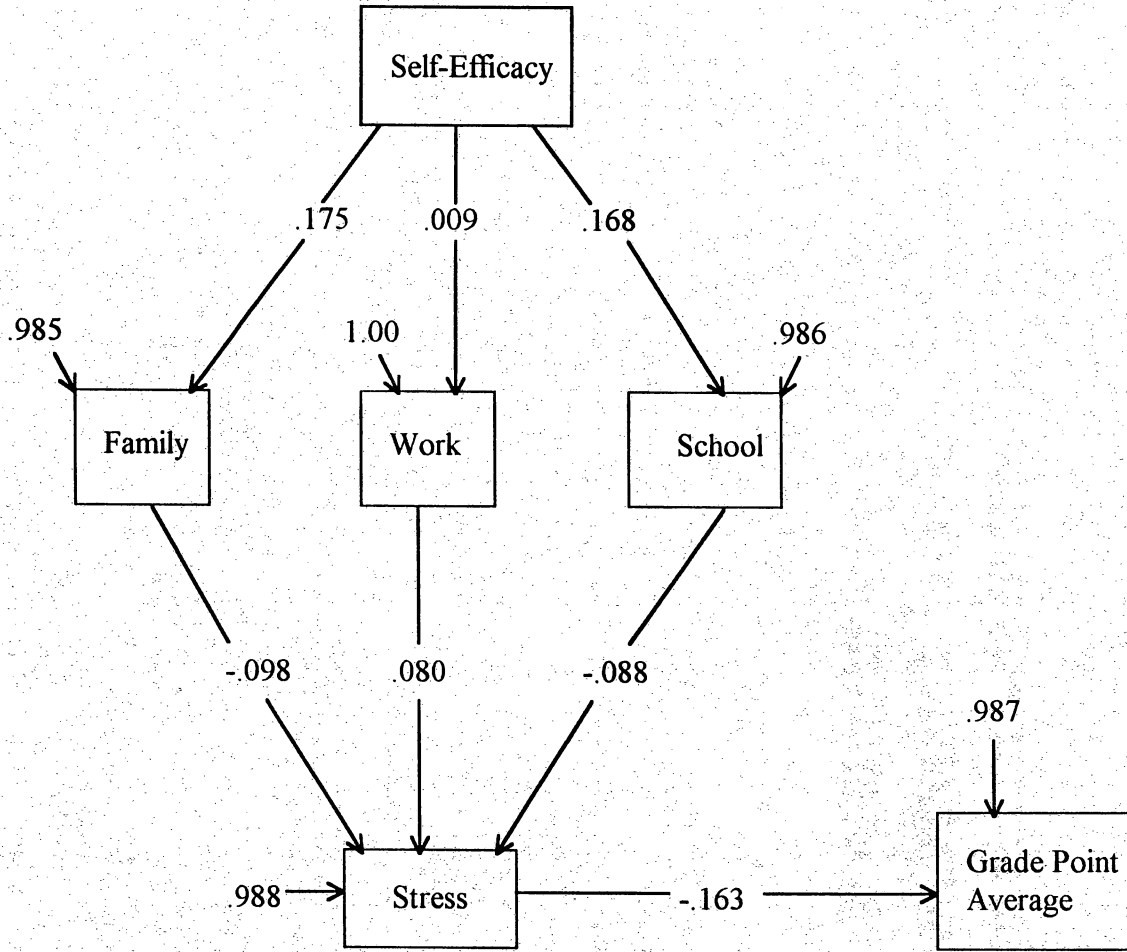 Self-Efficacy
.175
.009
.168
.985
1.00
.986
Family
Work
School
-.098
.080
-.088
.987
.988
Stress
-.163
Grade Point
Average